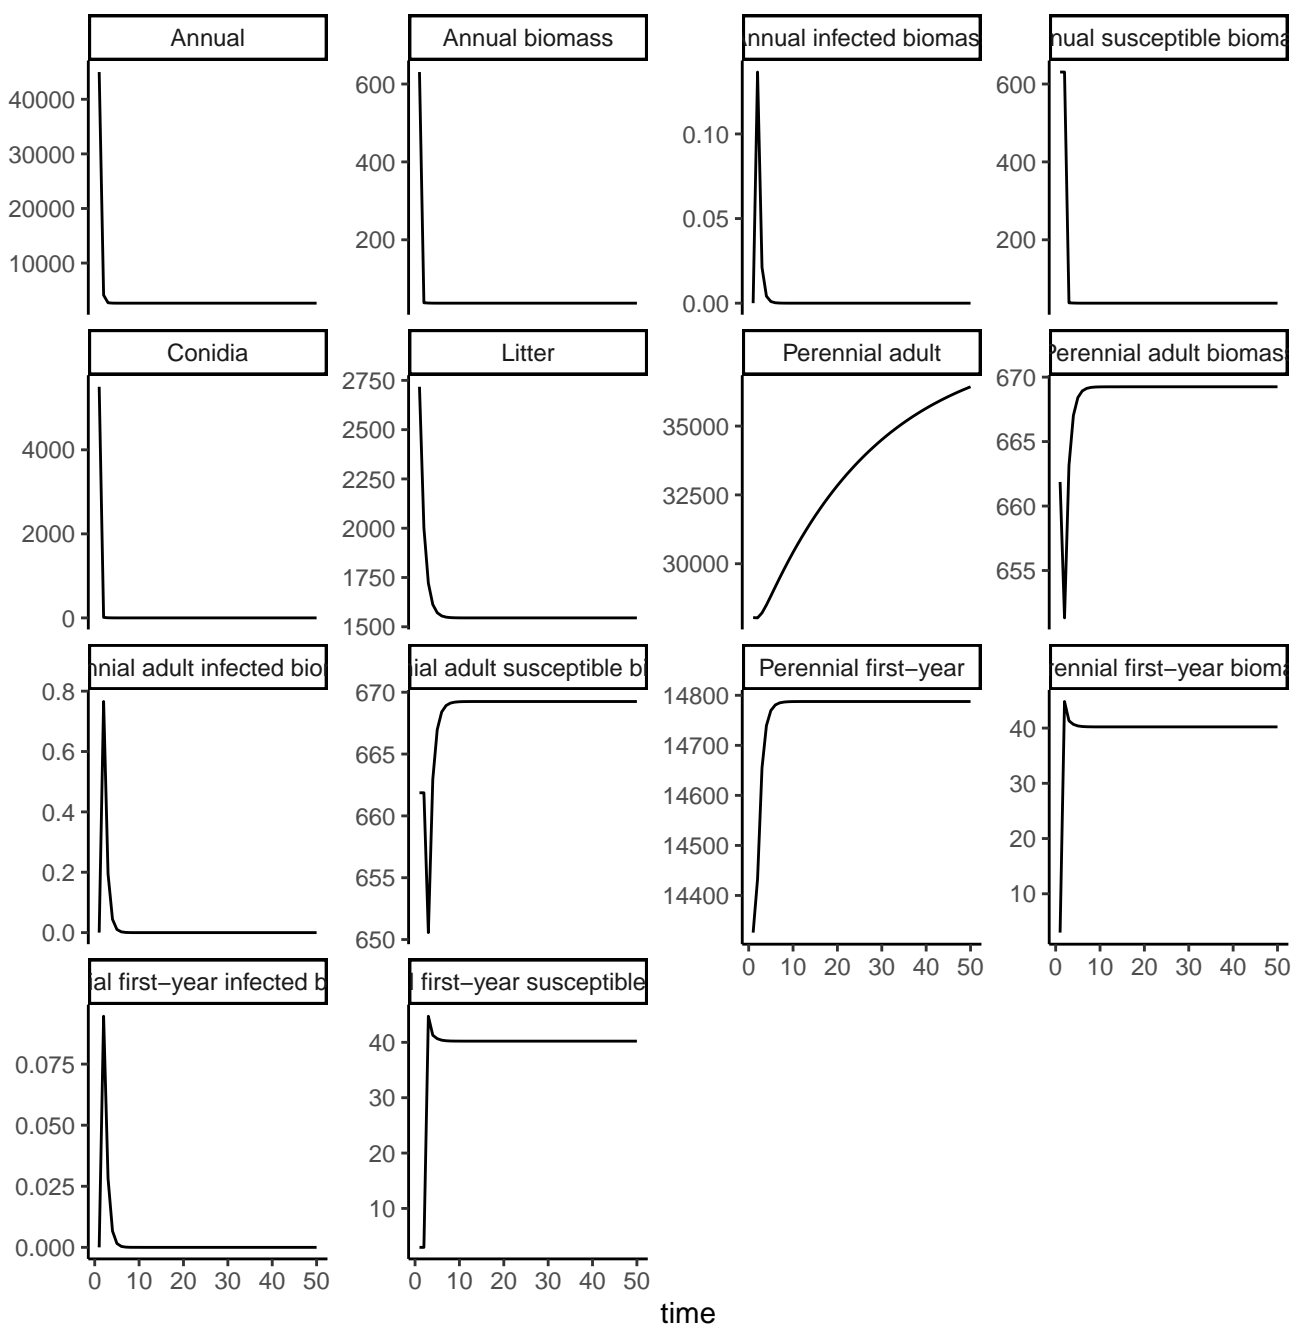 Annual
Annual biomass
Annual infected biomas
nual susceptible bioma
40000
30000
20000
10000
600
400
200
0.10
0.05
0.00
600
400
200
Conidia
Litter
Perennial adult
Perennial adult biomass
4000
2000
0
2750
2500
2250
2000
1750
1500
35000
32500
30000
670
665
660
655
nnial adult infected bion
ial adult susceptible bi
Perennial first−year
rennial first−year bioma
0.8
0.6
0.4
0.2
0.0
670
665
660
655
650
14800
14700
14600
14500
14400
40
30
20
10
0 10 20 30 40 50
0 10 20 30 40 50
ial first−year infected b
l first−year susceptible
0.075
0.050
0.025
0.000
40
30
20
10
0 10 20 30 40 50
0 10 20 30 40 50
time